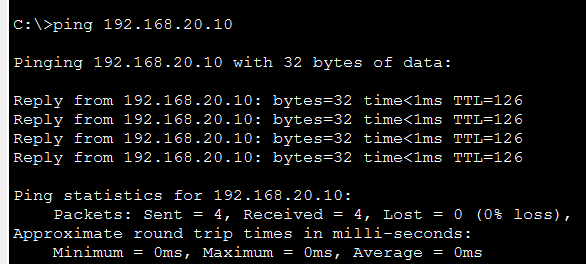 C:\>ping 192.168.20.10
Pinging 192.168.20.10 with 32 bytes of data:
Reply from 192.168.20.10: bytes=32 time<1ms TTL=126
Reply from 192.168.20.10: bytes=32 time<1ms TTL=126
Reply from 192.168.20.10: bytes=32 time<1ms TTL=126
Reply from 192.168.20.10: bytes=32 time<1ms TTL=126
Ping statistics for 192.168.20.10:
    Packets: Sent = 4, Received = 4, Lost = 0 (0% loss),
Approximate round trip times in milli-seconds:
    Minimum = 0ms, Maximum = 0ms, Average = 0ms